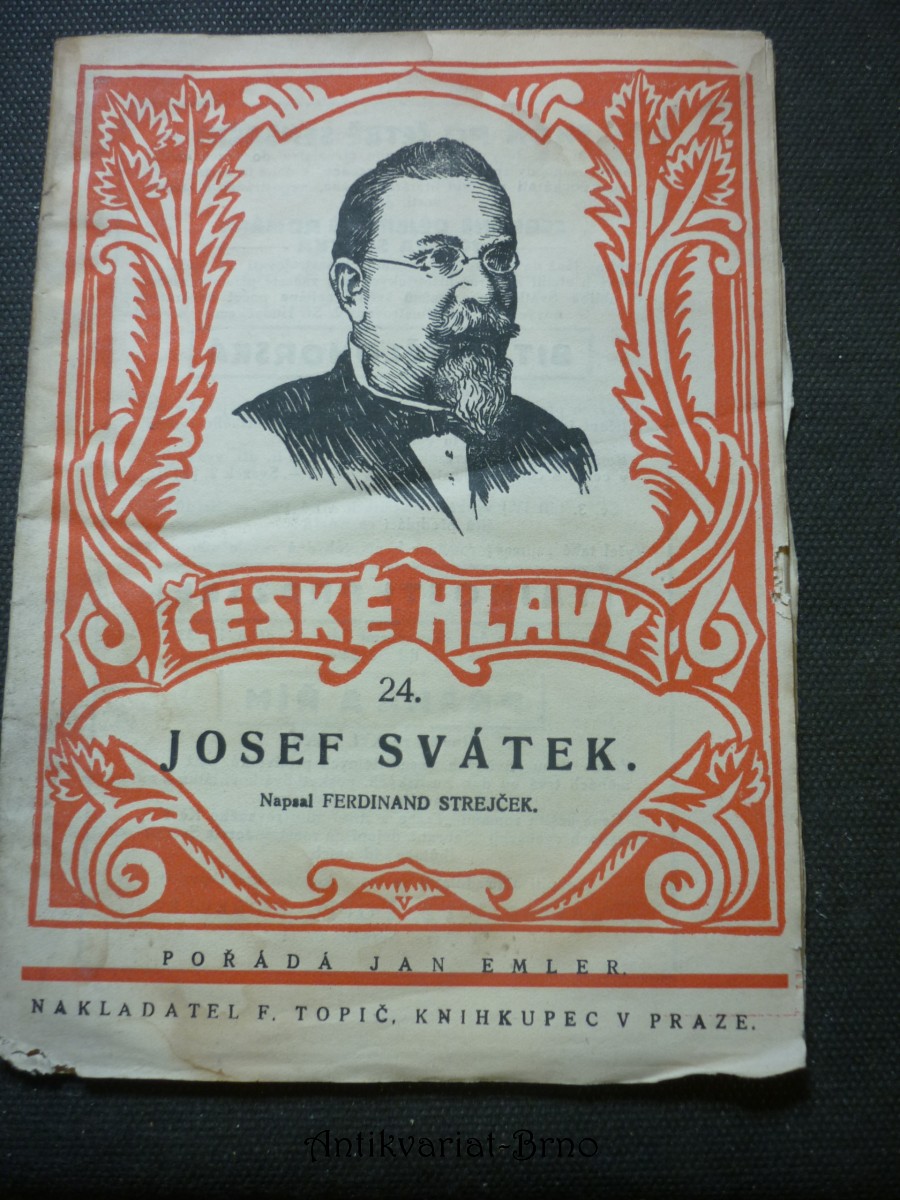 ČESKÉ HLAVY
24.
JOSEF SVÁTEK.
Napsal FERDINAND STREJČEK.
POŘÁDÁ JAN EMLER.
NAKLADATEL F. TOPIČ, KNIHKUPEC V PRAZE.
Antikvariat-Brno